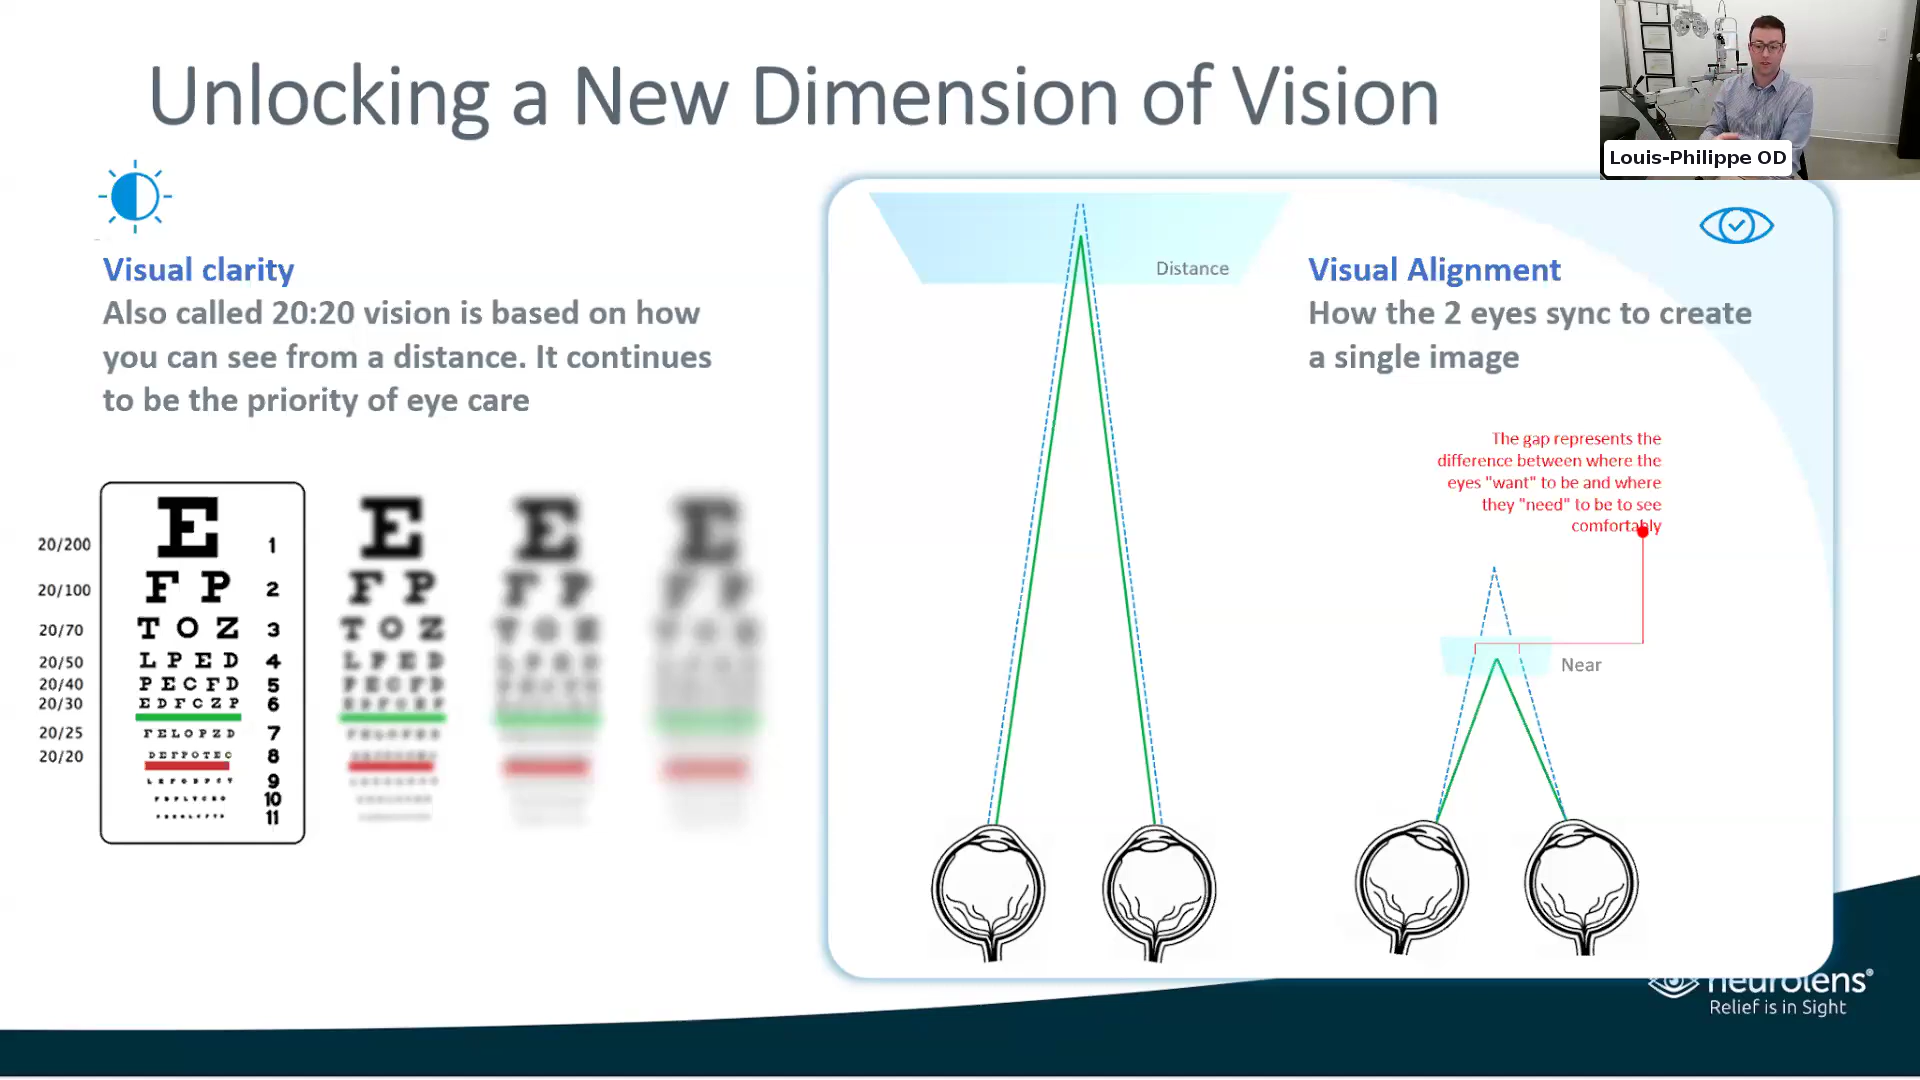 Unlocking a New Dimension of Vision
Louis-Philippe OD
Visual clarity
Also called 20:20 vision is based on how
you can see from a distance. It continues
to be the priority of eye care
20/200 E 1
20/100 F P 2
20/70 T O Z 3
20/50 L P E D 4
20/40 P E C F D 5
20/30 E D F C Z P 6
20/25 F E L O P Z D 7
20/20 D E F P O T E C 8
9
10
11
E
F P
T O Z
L P E D
P E C F D
E
F P
E
F P
Distance
Visual Alignment
How the 2 eyes sync to create
a single image
The gap represents the
difference between where the
eyes "want" to be and where
they "need" to be to see
comfortably
Near
neurolens®
Relief is in Sight